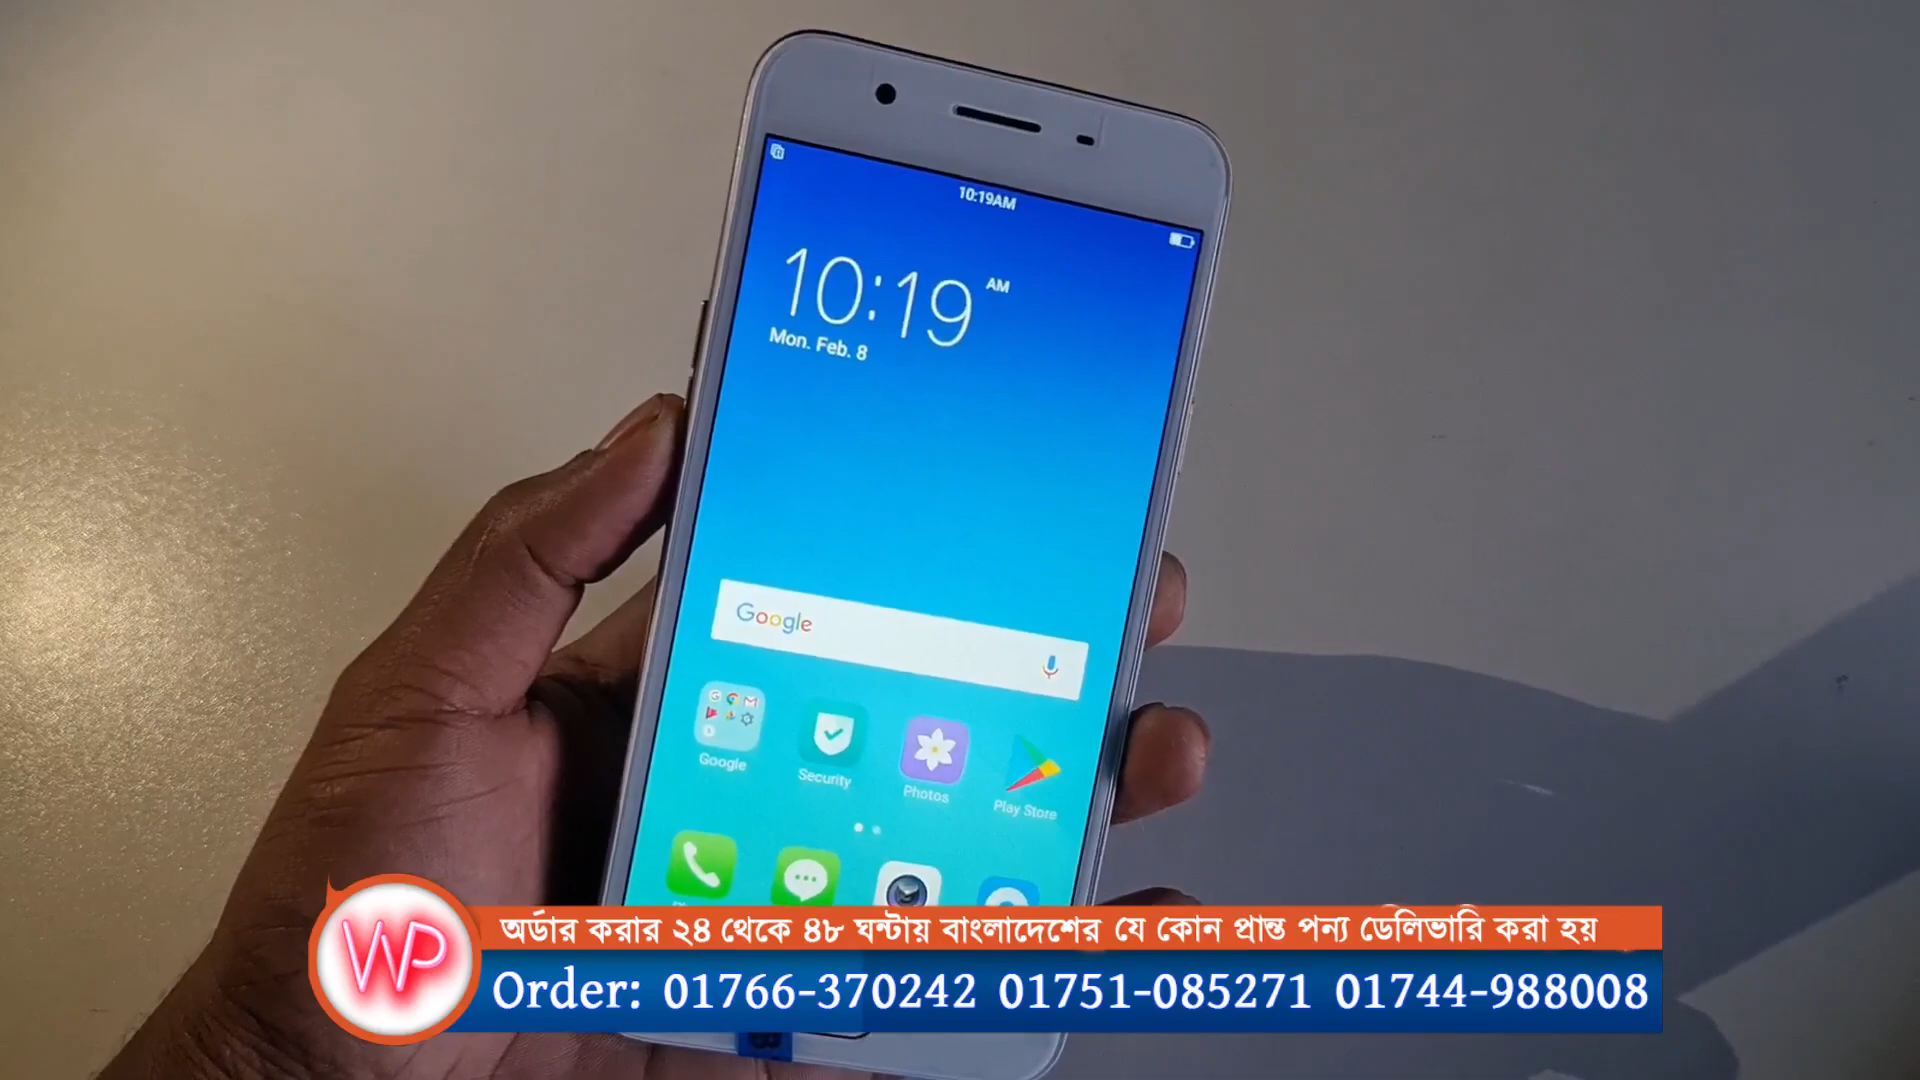 10:19AM
10:19 AM
Mon. Feb. 8
Google
Google
Security
Photos
Play Store
WP
অর্ডার করার ২৪ থেকে ৪৮ ঘন্টায় বাংলাদেশের যে কোন প্রান্ত পন্য ডেলিভারি করা হয়
Order: 01766-370242 01751-085271 01744-988008